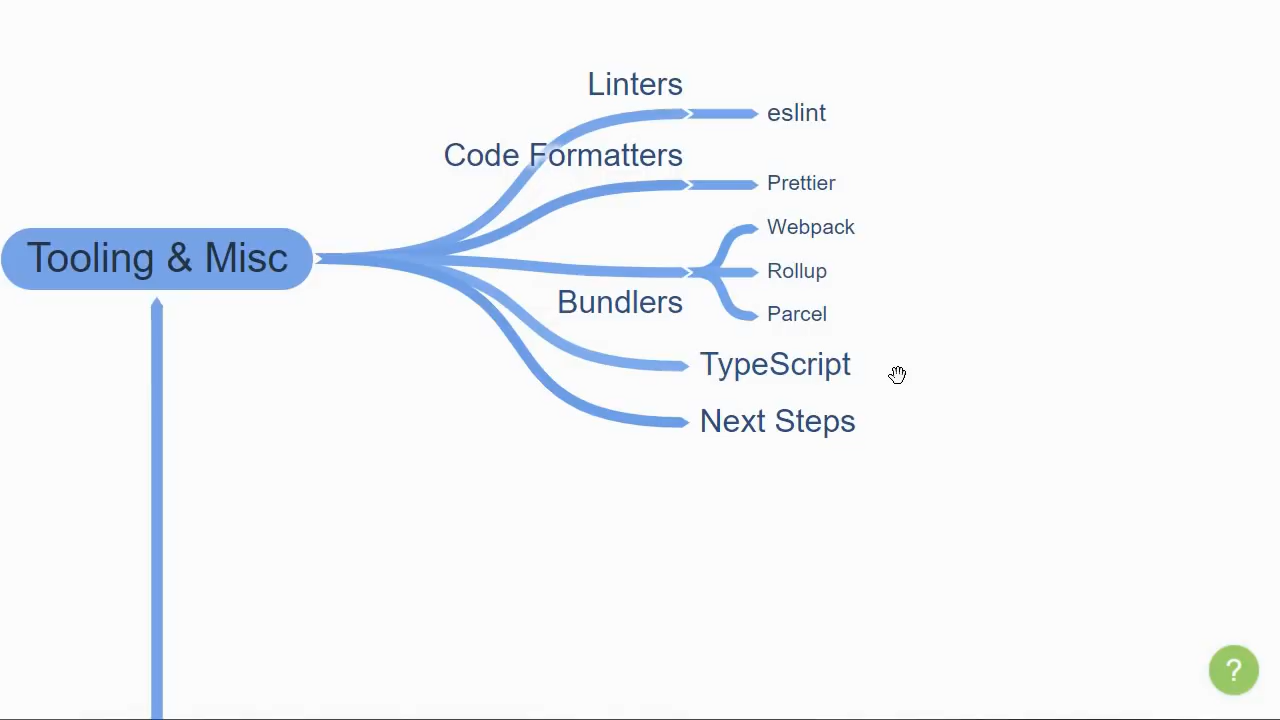 Linters
eslint
Code Formatters
Prettier
Tooling & Misc
Webpack
Rollup
Bundlers
Parcel
TypeScript
Next Steps
?